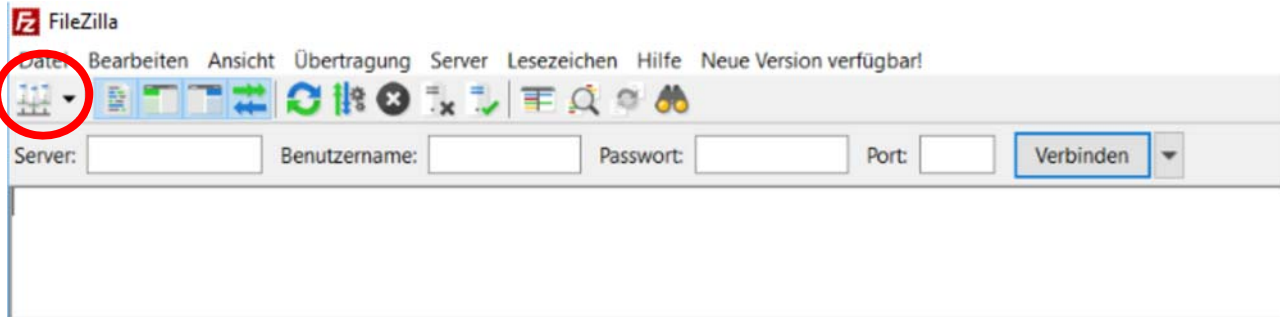 FileZilla
Datei Bearbeiten Ansicht Übertragung Server Lesezeichen Hilfe Neue Version verfügbar!
Server: Benutzername: Passwort: Port: Verbinden